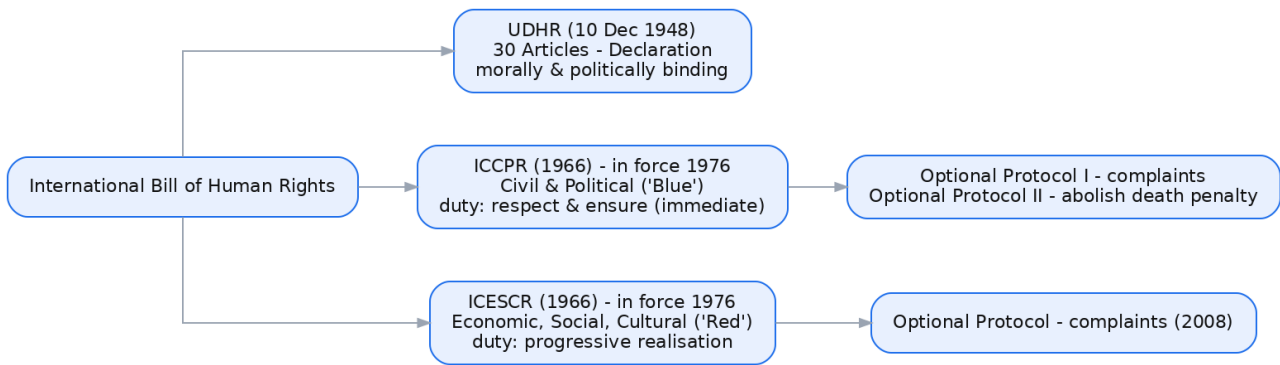 UDHR (10 Dec 1948)
30 Articles - Declaration
morally & politically binding
International Bill of Human Rights
ICCPR (1966) - in force 1976
Civil & Political ('Blue')
duty: respect & ensure (immediate)
Optional Protocol I - complaints
Optional Protocol II - abolish death penalty
ICESCR (1966) - in force 1976
Economic, Social, Cultural ('Red')
duty: progressive realisation
Optional Protocol - complaints (2008)